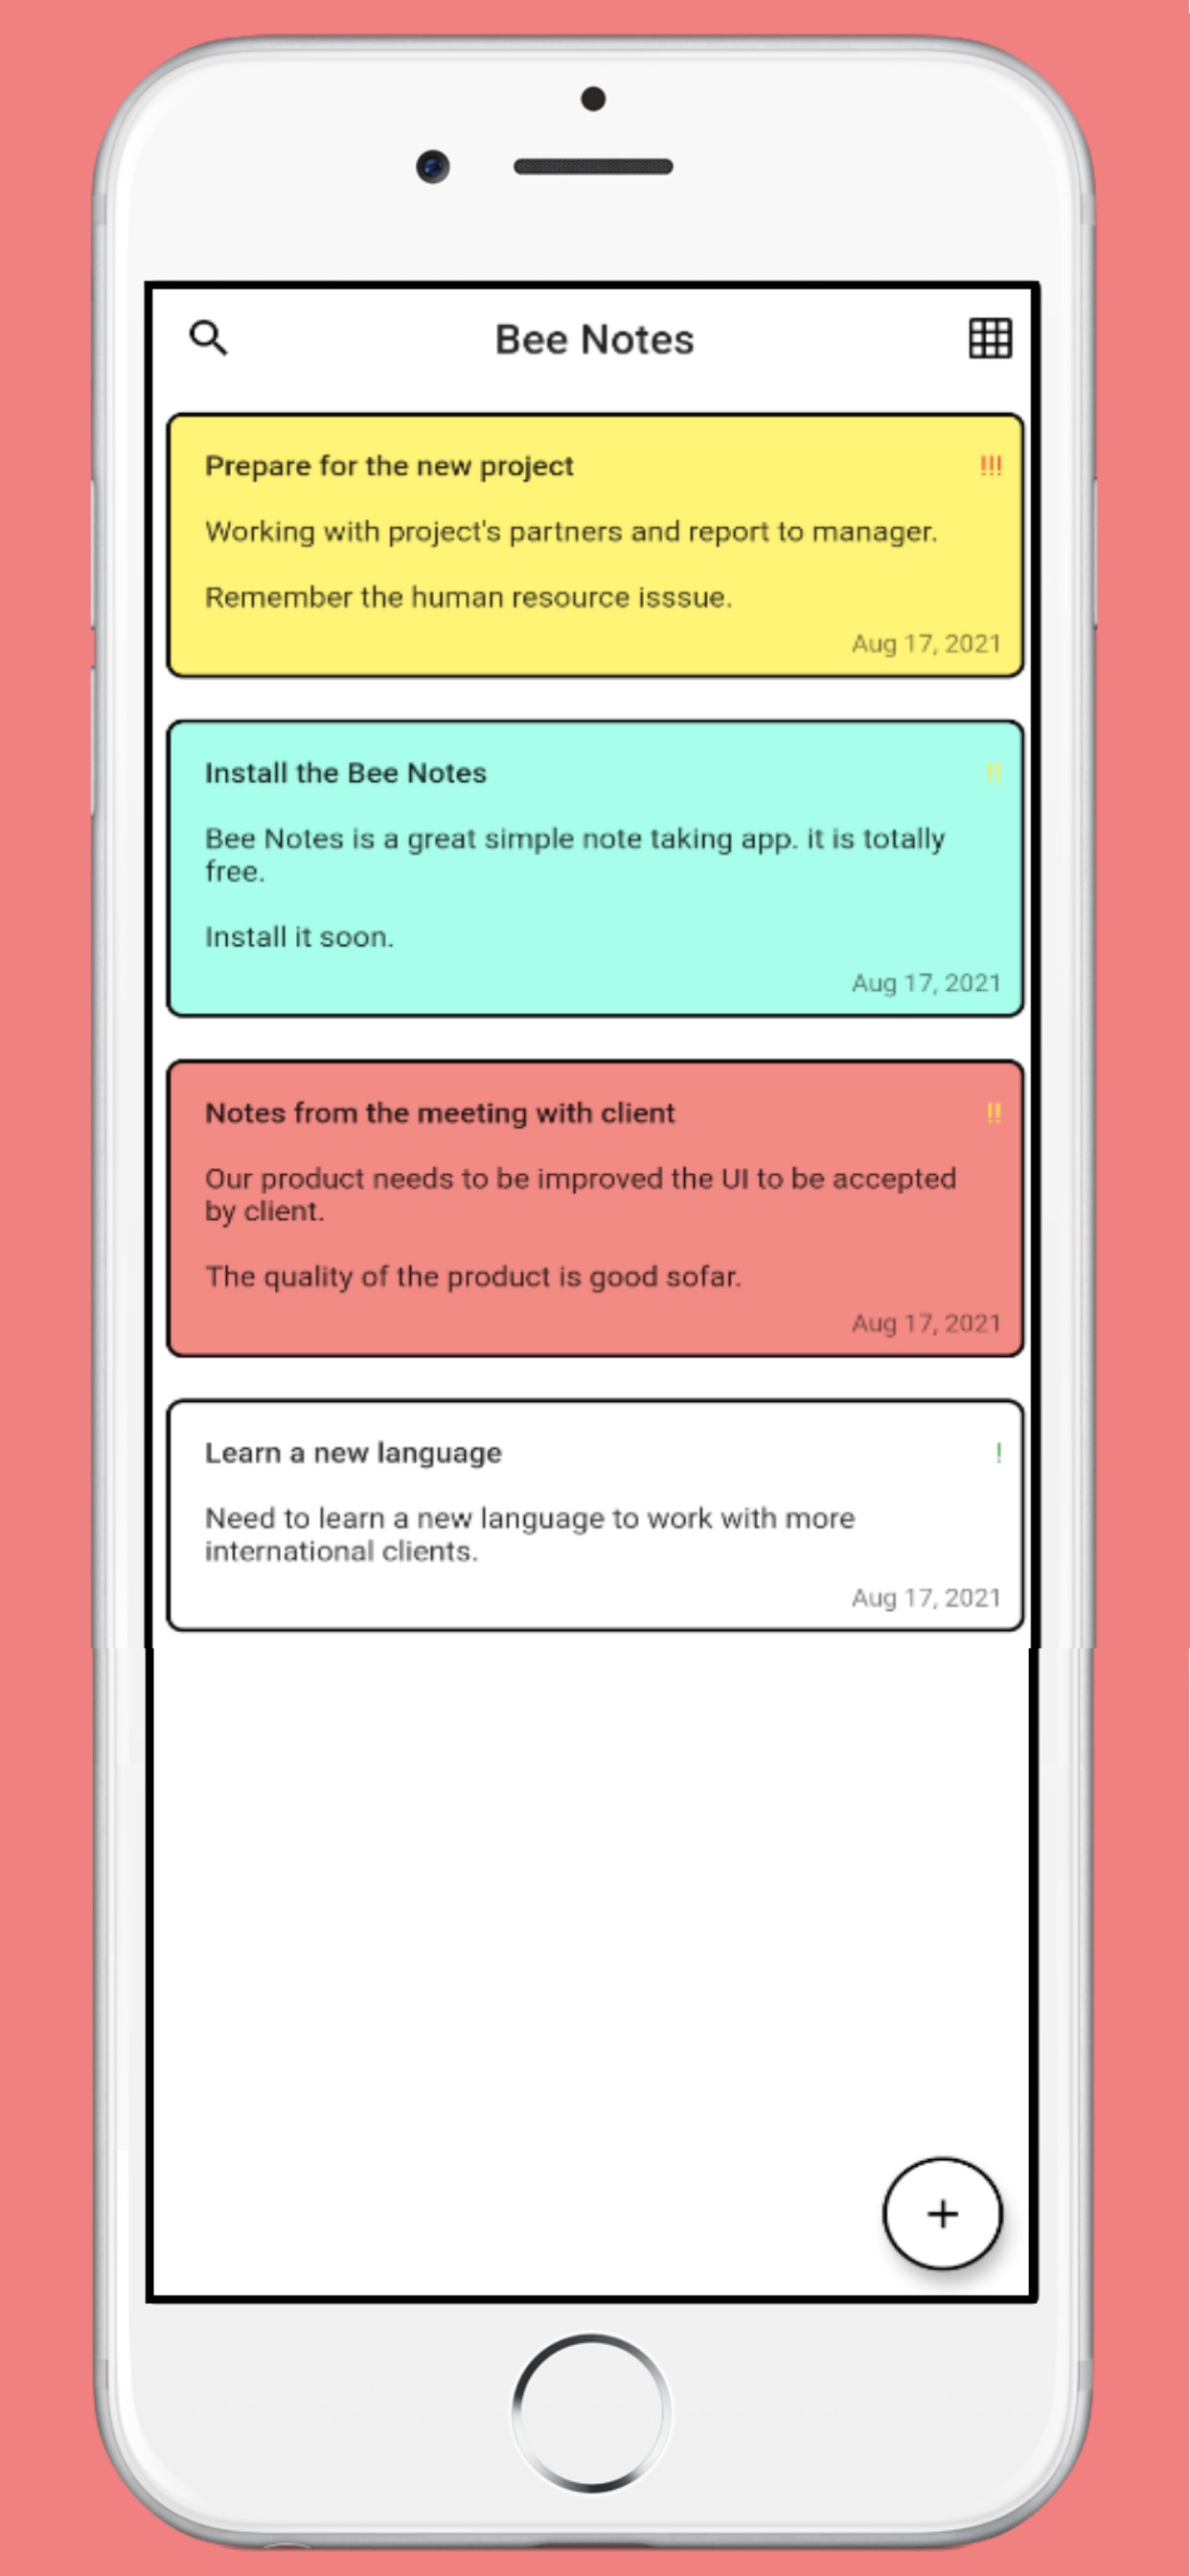 Bee Notes
Prepare for the new project
!!!
Working with project's partners and report to manager.
Remember the human resource isssue.
Aug 17, 2021
Install the Bee Notes
!!
Bee Notes is a great simple note taking app. it is totally
free.
Install it soon.
Aug 17, 2021
Notes from the meeting with client
!!
Our product needs to be improved the UI to be accepted
by client.
The quality of the product is good sofar.
Aug 17, 2021
Learn a new language
!
Need to learn a new language to work with more
international clients.
Aug 17, 2021
+